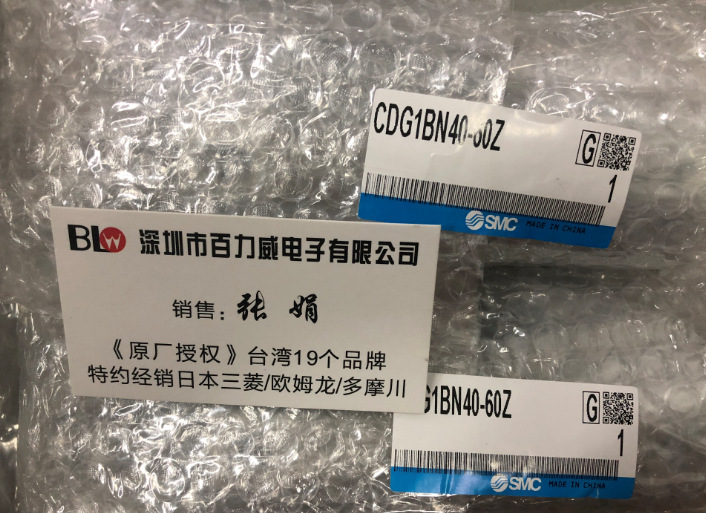 CDG1BN40-60Z
G
1
SMC MADE IN CHINA
BLW 深圳市百力威电子有限公司
销售：张 娟
《原厂授权》台湾19个品牌
特约经销日本三菱/欧姆龙/多摩川
G1BN40-60Z
G
1
SMC MADE IN CHINA